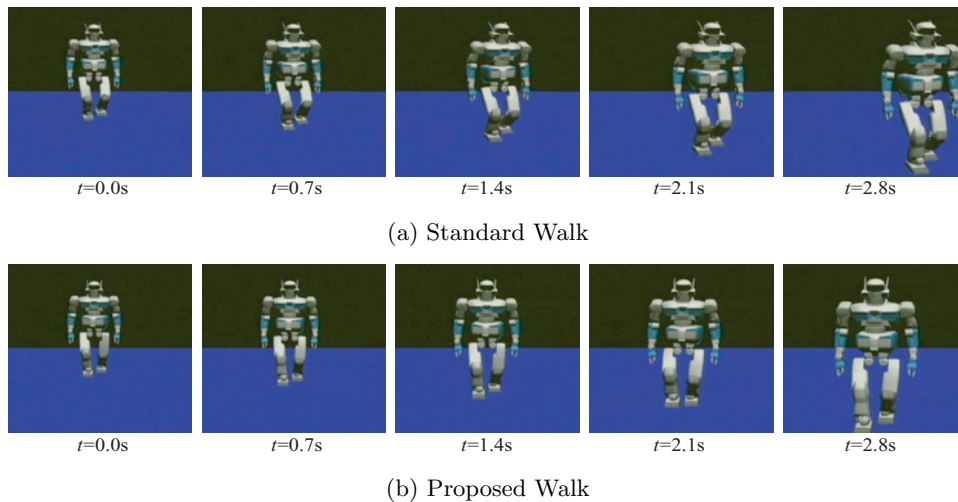 t=0.0s t=0.7s t=1.4s t=2.1s t=2.8s
(a) Standard Walk
t=0.0s t=0.7s t=1.4s t=2.1s t=2.8s
(b) Proposed Walk